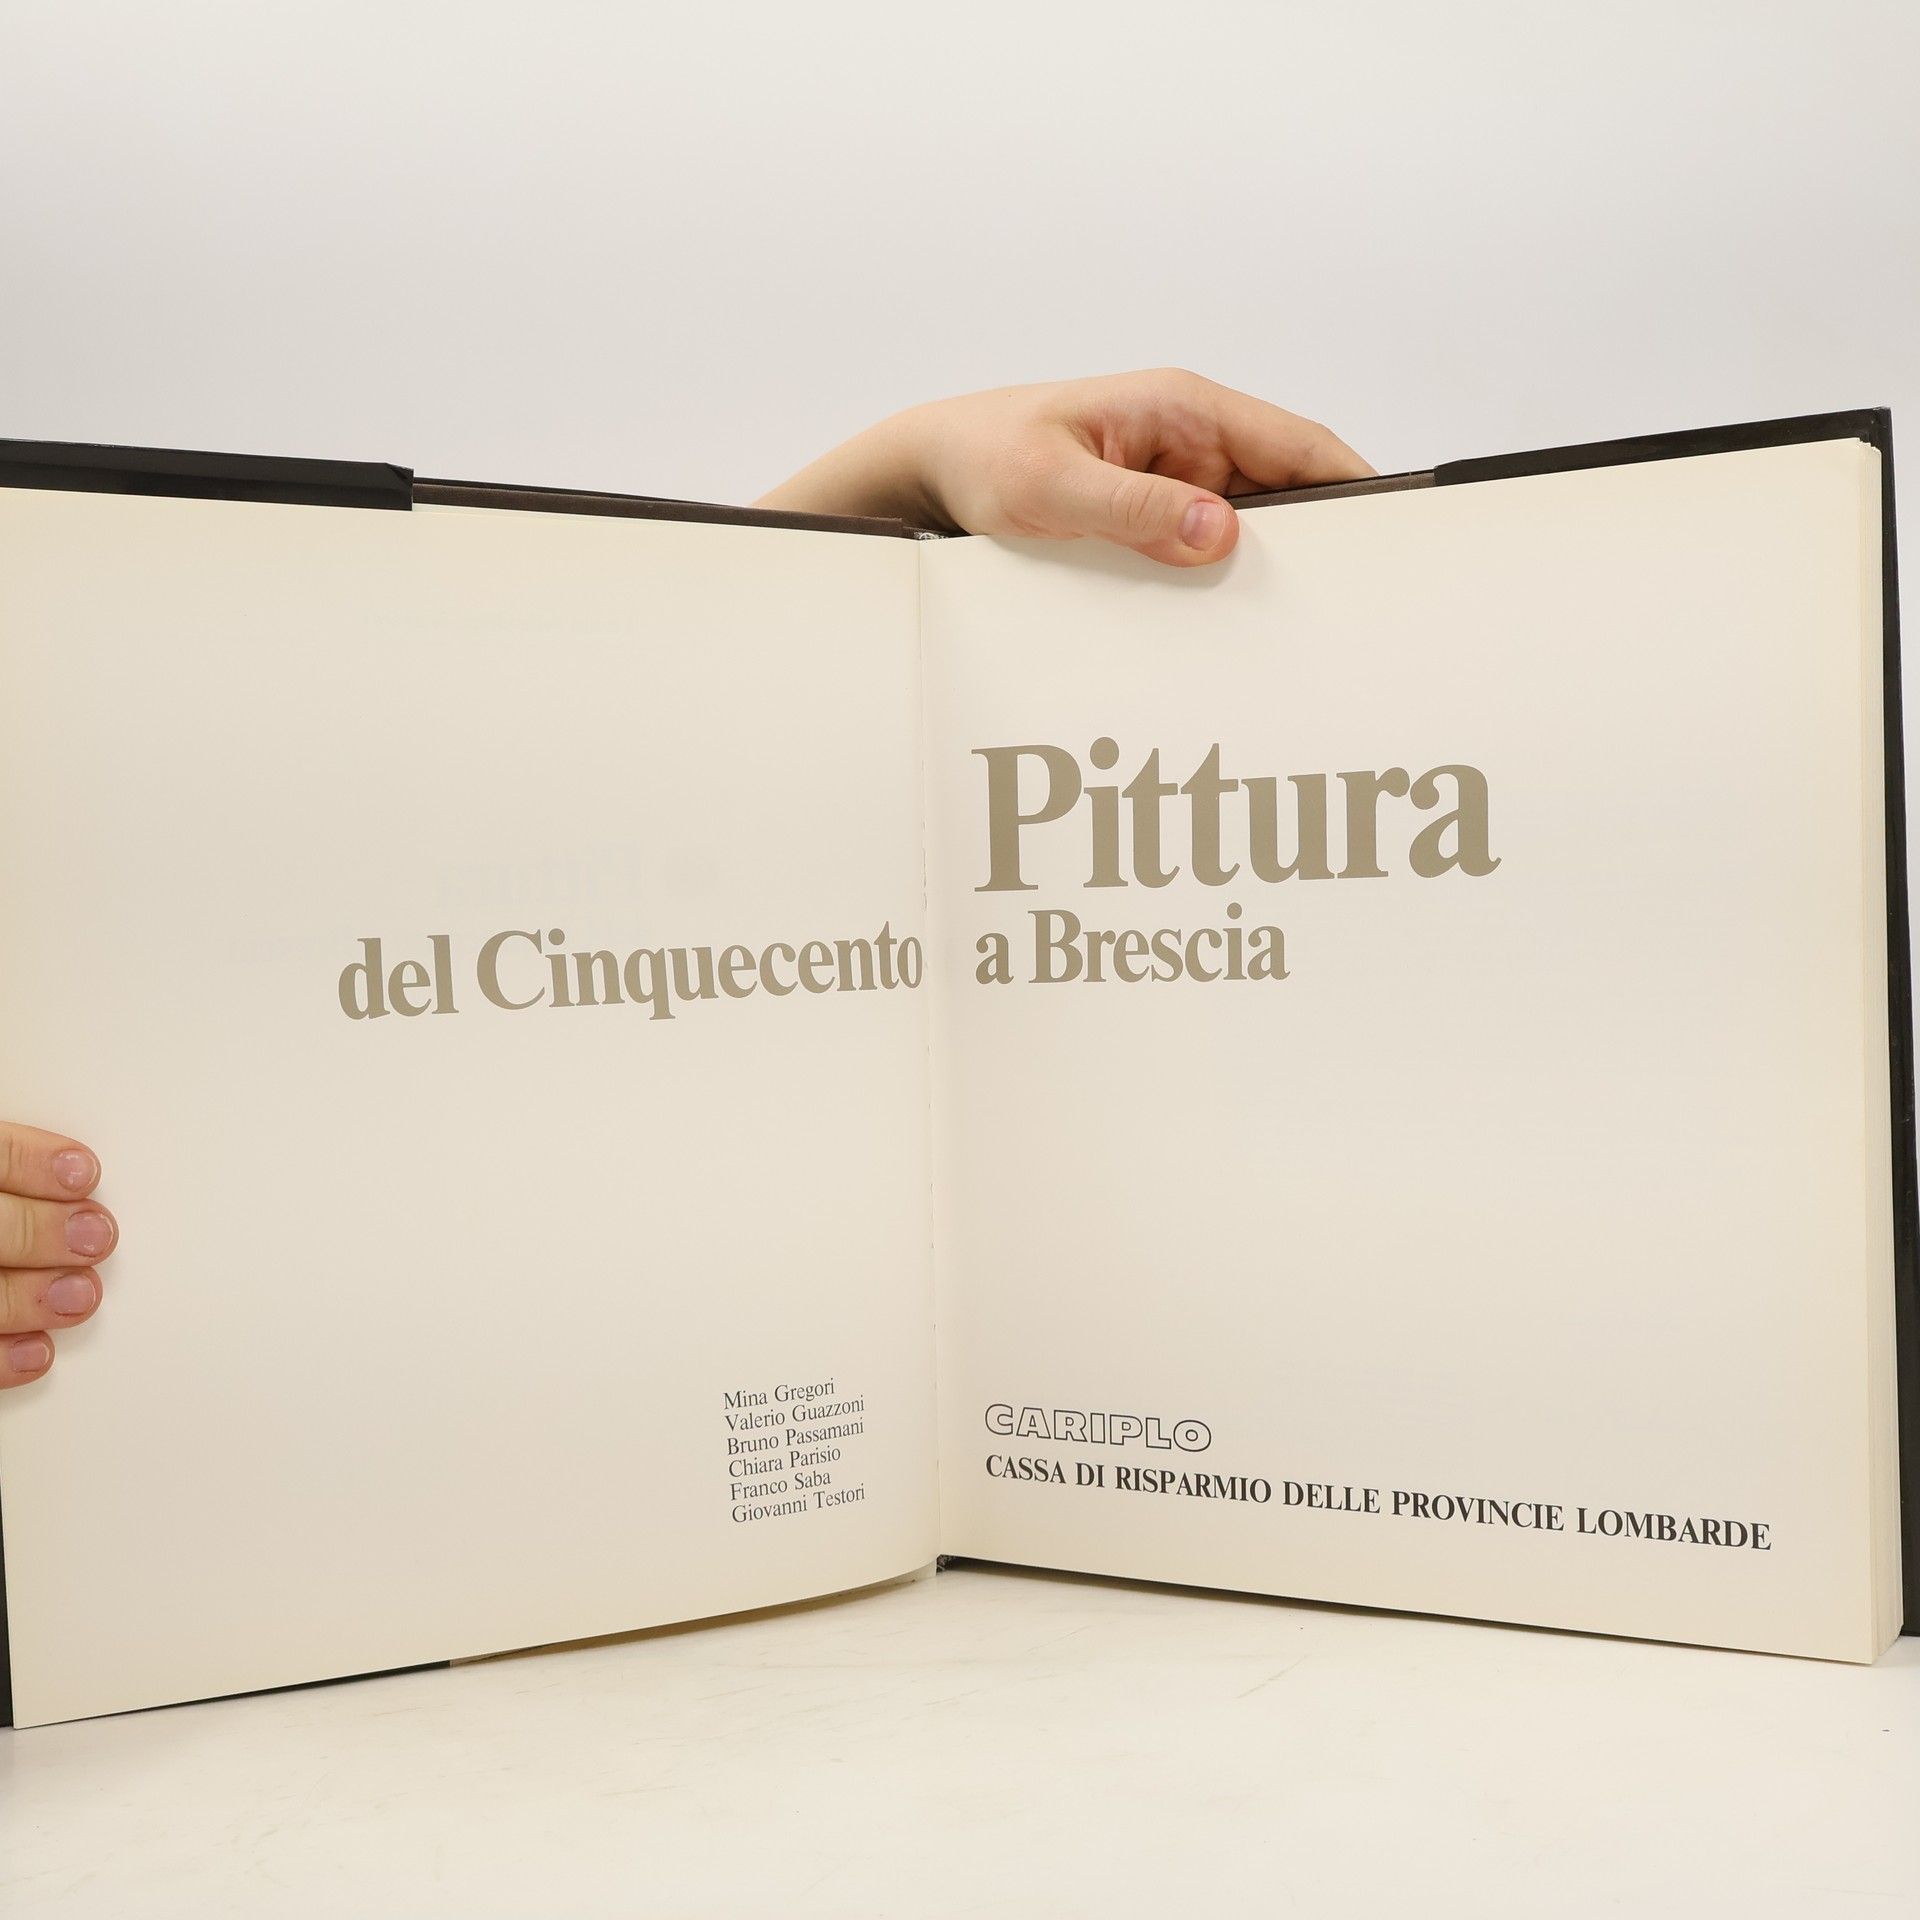 Pittura
del Cinquecento a Brescia
Mina Gregori
Valerio Guazzoni
Bruno Passamani
Chiara Parisio
Franco Saba
Giovanni Testori
CARIPLO
CASSA DI RISPARMIO DELLE PROVINCIE LOMBARDE